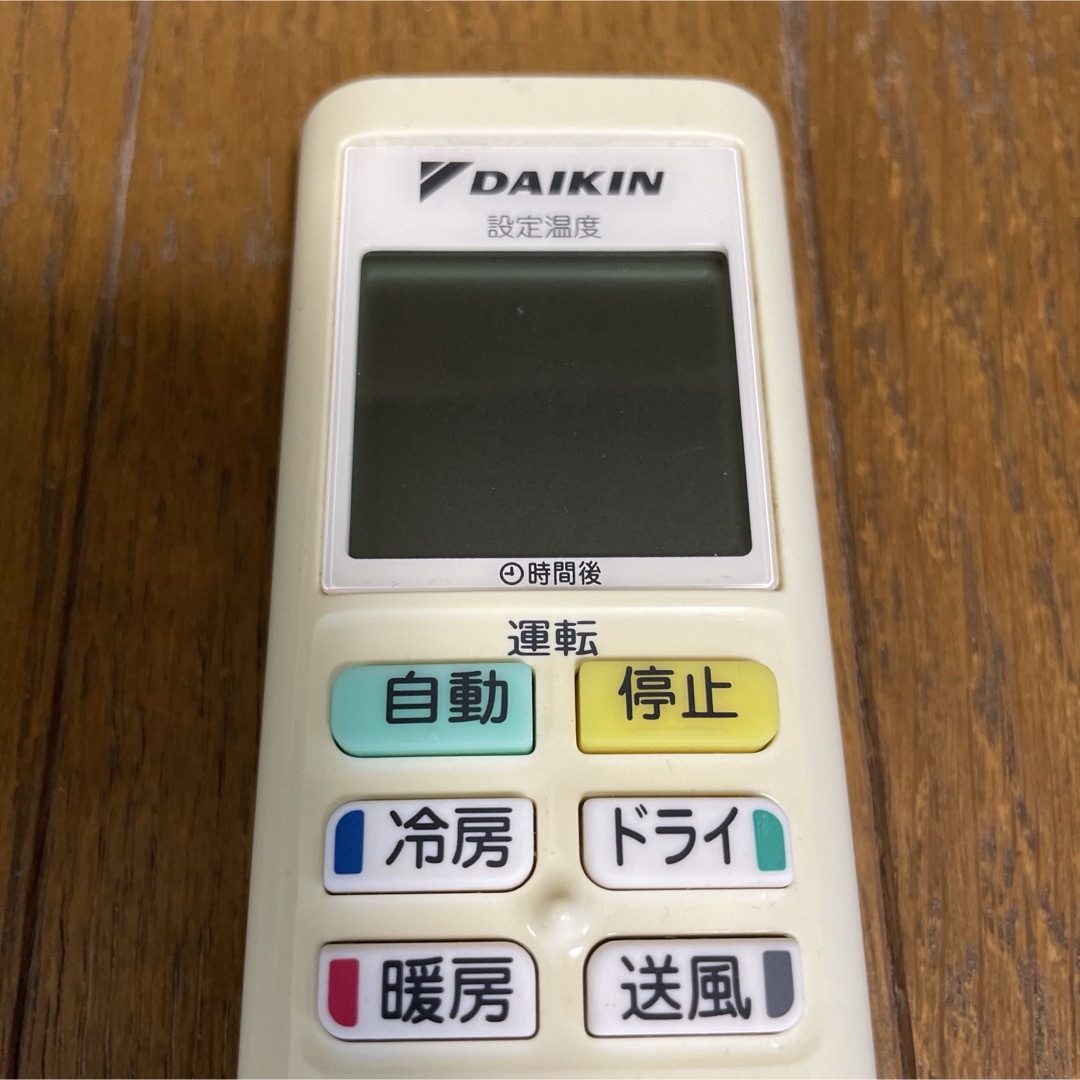 DAIKIN
設定温度
時間後
運転
自動
停止
冷房
ドライ
暖房
送風